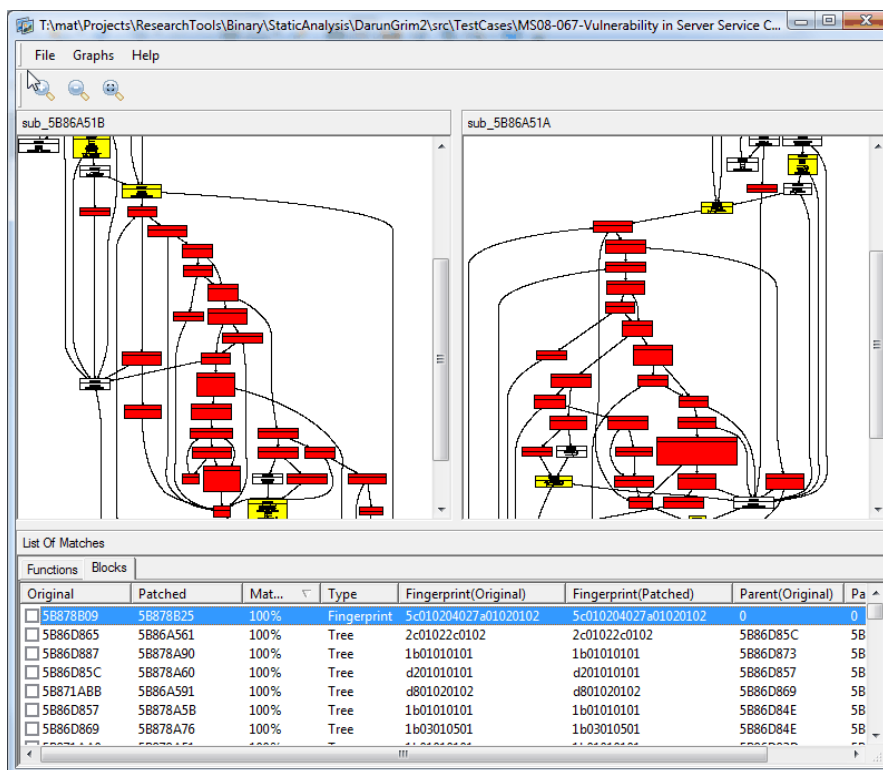 T:\mat\Projects\ResearchTools\Binary\StaticAnalysis\DarunGrim2\src\TestCases\MS08-067-Vulnerability in Server Service C...
File Graphs Help
sub_5B86A51B sub_5B86A51A
List Of Matches
Functions Blocks
Original Patched Mat... Type Fingerprint(Original) Fingerprint(Patched) Parent(Original) Pa
5B878B09 5B878B25 100% Fingerprint 5c010204027a01020102 5c010204027a01020102 0 0
5B86D865 5B86A561 100% Tree 2c01022c0102 2c01022c0102 5B86D85C 5B
5B86D887 5B878A90 100% Tree 1b01010101 1b01010101 5B86D873 5B
5B86D85C 5B878A60 100% Tree d201010101 d201010101 5B86D857 5B
5B871ABB 5B86A591 100% Tree d801020102 d801020102 5B86D869 5B
5B86D857 5B878A5B 100% Tree 1b01010101 1b01010101 5B86D84E 5B
5B86D869 5B878A76 100% Tree 1b03010501 1b03010501 5B86D84E 5B
100% Tree